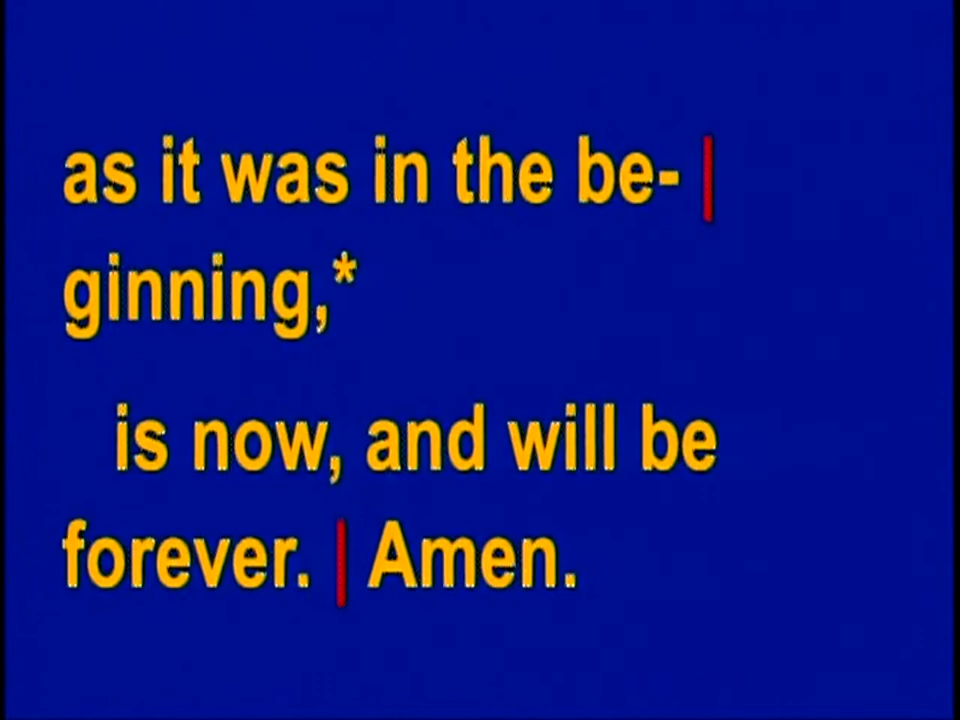 as it was in the be- |
ginning,*
is now, and will be
forever. | Amen.